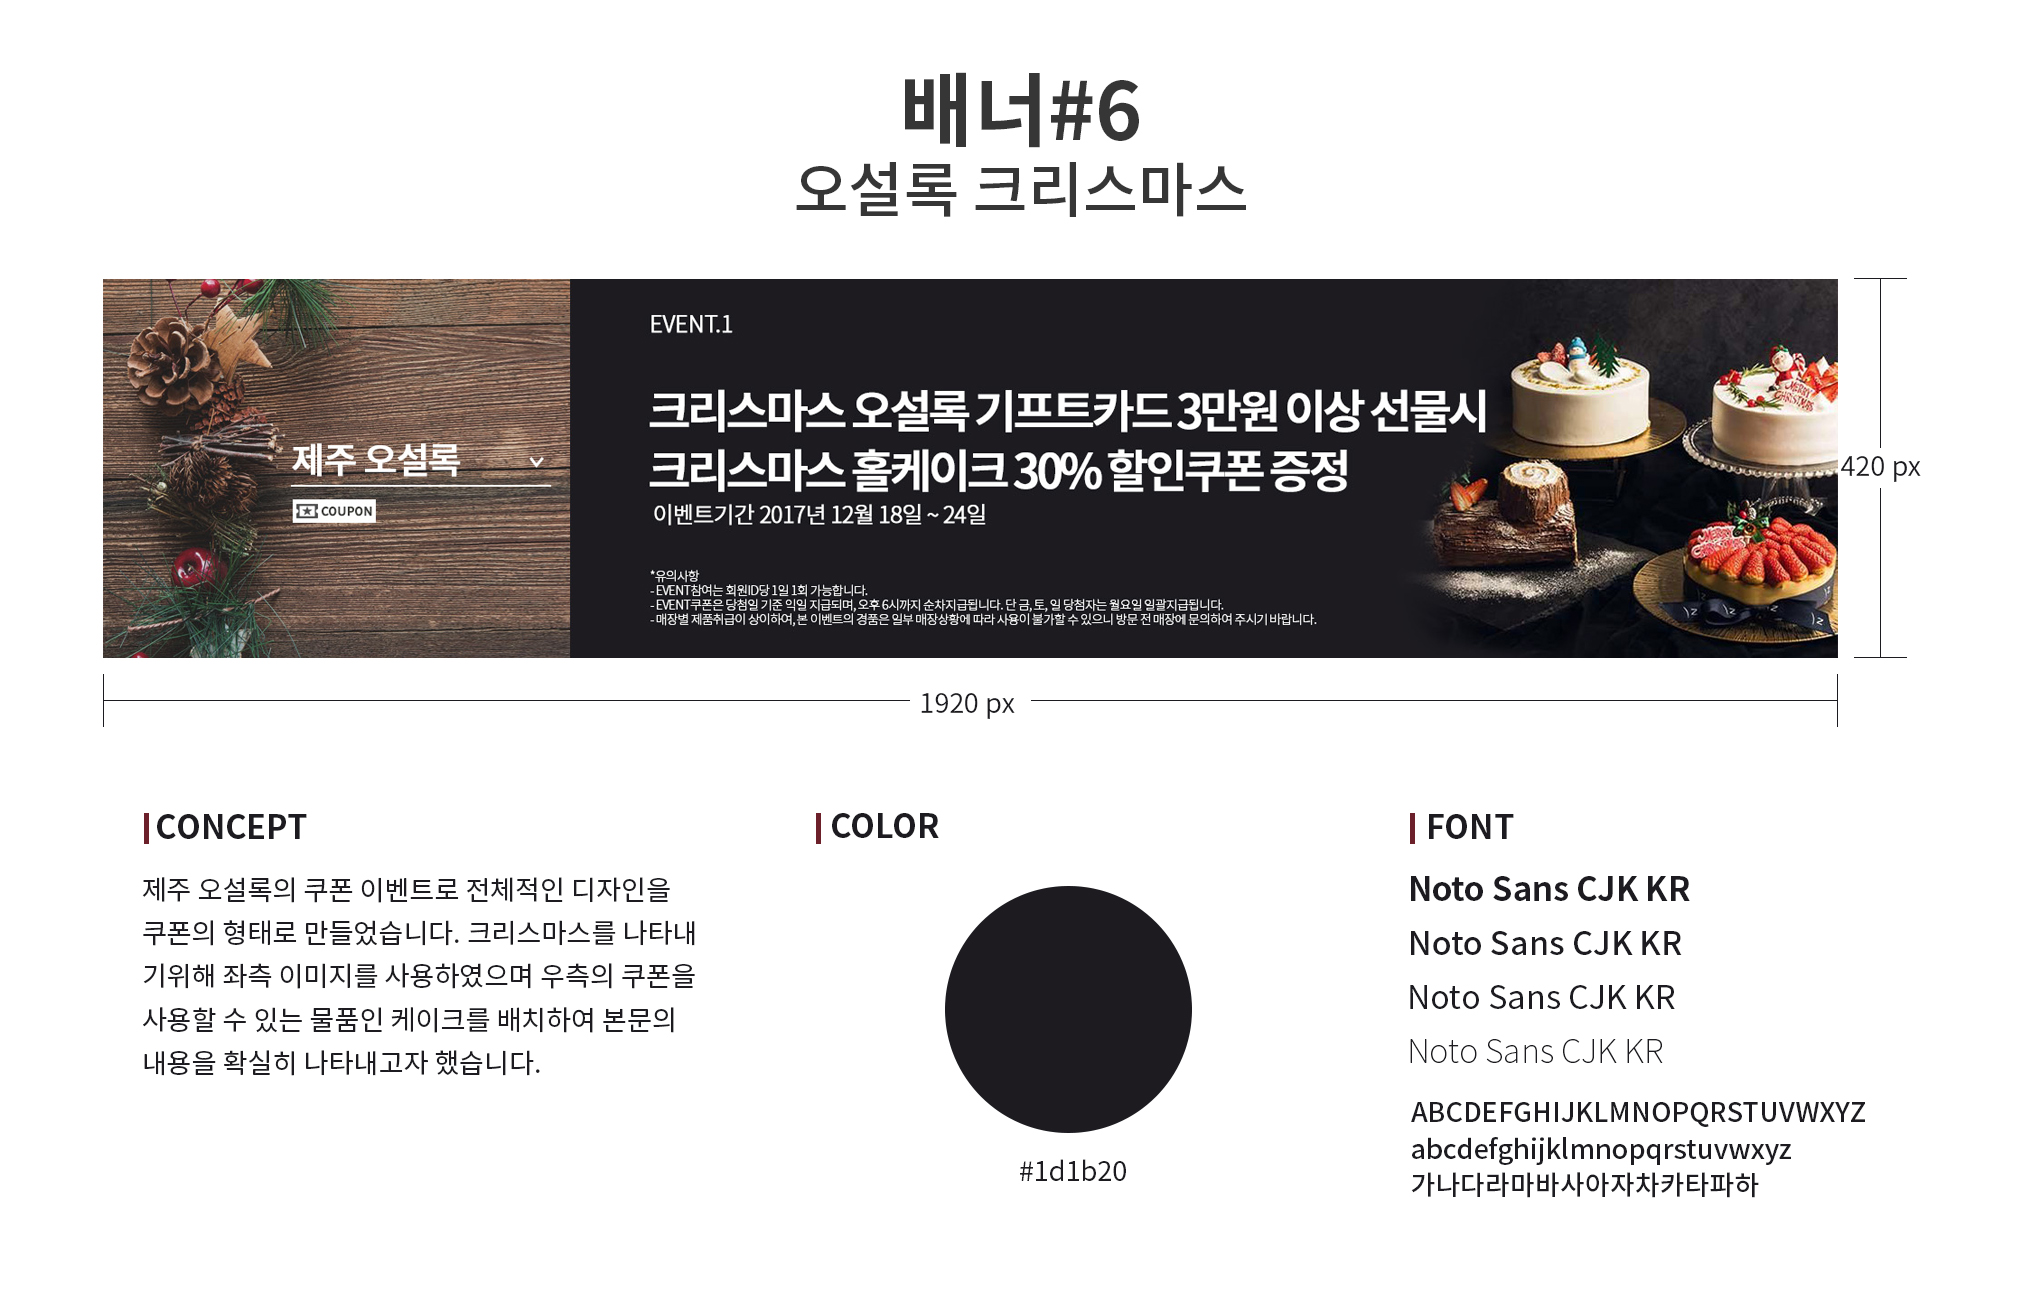 배너#6
오설록 크리스마스
제주 오설록
COUPON
EVENT.1
크리스마스 오설록 기프트카드 3만원 이상 선물시
크리스마스 홀케이크 30% 할인쿠폰 증정
이벤트기간 2017년 12월 18일 ~ 24일
*유의사항
- EVENT참여는 회원ID당 1일 1회 가능합니다.
- EVENT쿠폰은 당첨일 기준 익일 지급되며, 오후 6시까지 순차지급됩니다. 단 금, 토, 일 당첨자는 월요일 일괄지급됩니다.
- 매장별 제품취급이 상이하여, 본 이벤트의 경품은 일부 매장상황에 따라 사용이 불가할 수 있으니 방문 전 매장에 문의하여 주시기 바랍니다.
MERRY
CHRISTMAS
420 px
1920 px
CONCEPT
제주 오설록의 쿠폰 이벤트로 전체적인 디자인을
쿠폰의 형태로 만들었습니다. 크리스마스를 나타내
기위해 좌측 이미지를 사용하였으며 우측의 쿠폰을
사용할 수 있는 물품인 케이크를 배치하여 본문의
내용을 확실히 나타내고자 했습니다.
COLOR
#1d1b20
FONT
Noto Sans CJK KR
Noto Sans CJK KR
Noto Sans CJK KR
Noto Sans CJK KR
ABCDEFGHIJKLMNOPQRSTUVWXYZ
abcdefghijklmnopqrstuvwxyz
가나다라마바사아자차카타파하